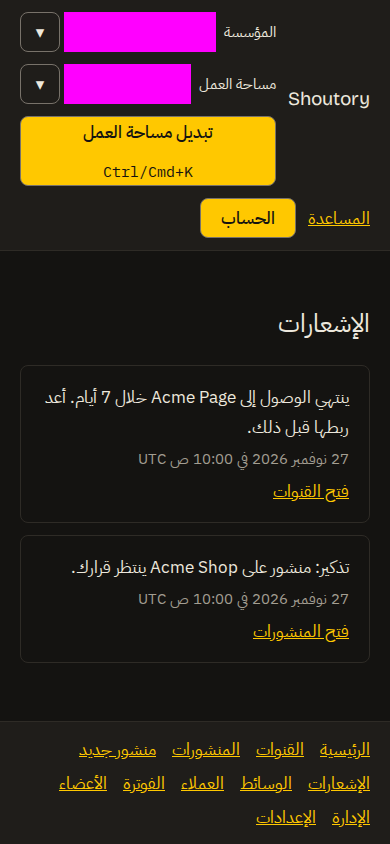 المؤسسة
▼
مساحة العمل
▼
Shoutory
تبديل مساحة العمل
Ctrl/Cmd+K
المساعدة
الحساب
الإشعارات
ينتهي الوصول إلى Acme Page خلال 7 أيام. أعد
ربطها قبل ذلك.
27 نوفمبر 2026 في 10:00 ص UTC
فتح القنوات
تذكير: منشور على Acme Shop ينتظر قرارك.
27 نوفمبر 2026 في 10:00 ص UTC
فتح المنشورات
الرئيسية القنوات المنشورات منشور جديد
الإشعارات الوسائط العملاء الفوترة الأعضاء
الإدارة الإعدادات